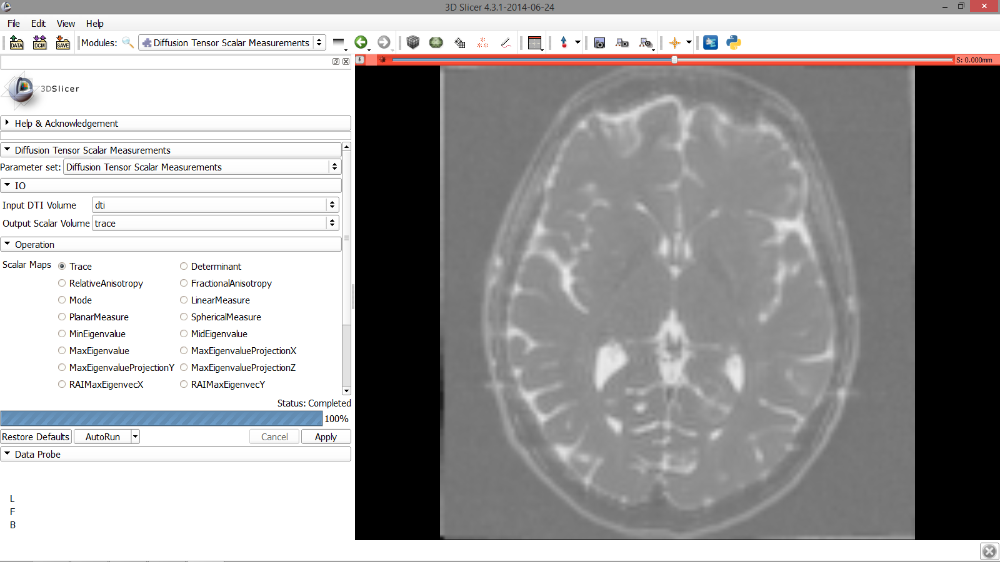 3D Slicer 4.3.1-2014-06-24
File Edit View Help
DATA DCM SAVE Modules: Diffusion Tensor Scalar Measurements
S: 0.000mm
3DSlicer
Help & Acknowledgement
Diffusion Tensor Scalar Measurements
Parameter set: Diffusion Tensor Scalar Measurements
IO
Input DTI Volume dti
Output Scalar Volume trace
Operation
Scalar Maps Trace Determinant
RelativeAnisotropy FractionalAnisotropy
Mode LinearMeasure
PlanarMeasure SphericalMeasure
MinEigenvalue MidEigenvalue
MaxEigenvalue MaxEigenvalueProjectionX
MaxEigenvalueProjectionY MaxEigenvalueProjectionZ
RAIMaxEigenvecX RAIMaxEigenvecY
Status: Completed
100%
Restore Defaults AutoRun Cancel Apply
Data Probe
L
F
B